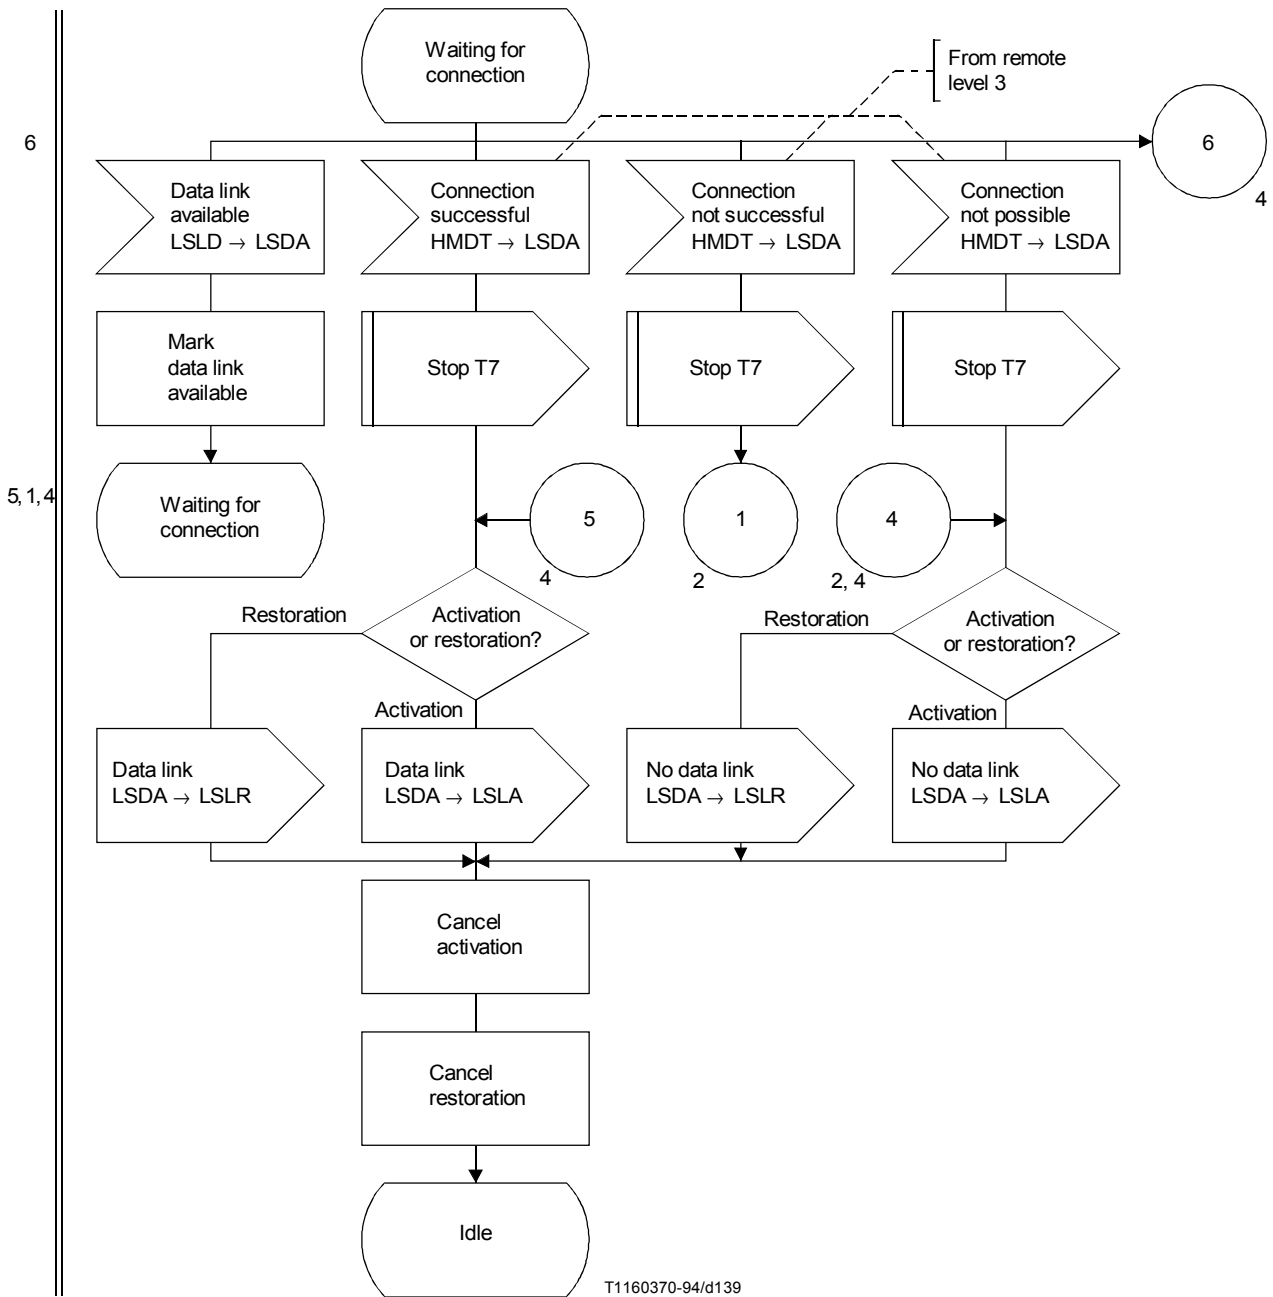 Waiting for
connection
From remote
level 3
6
6
4
Data link
available
LSLD → LSDA
Connection
successful
HMDT → LSDA
Connection
not successful
HMDT → LSDA
Connection
not possible
HMDT → LSDA
Mark
data link
available
Stop T7
Stop T7
Stop T7
5, 1, 4
Waiting for
connection
5
4
1
2
4
2, 4
Restoration
Activation
or restoration?
Activation
Restoration
Activation
or restoration?
Activation
Data link
LSDA → LSLR
Data link
LSDA → LSLA
No data link
LSDA → LSLR
No data link
LSDA → LSLA
Cancel
activation
Cancel
restoration
Idle
T1160370-94/d139